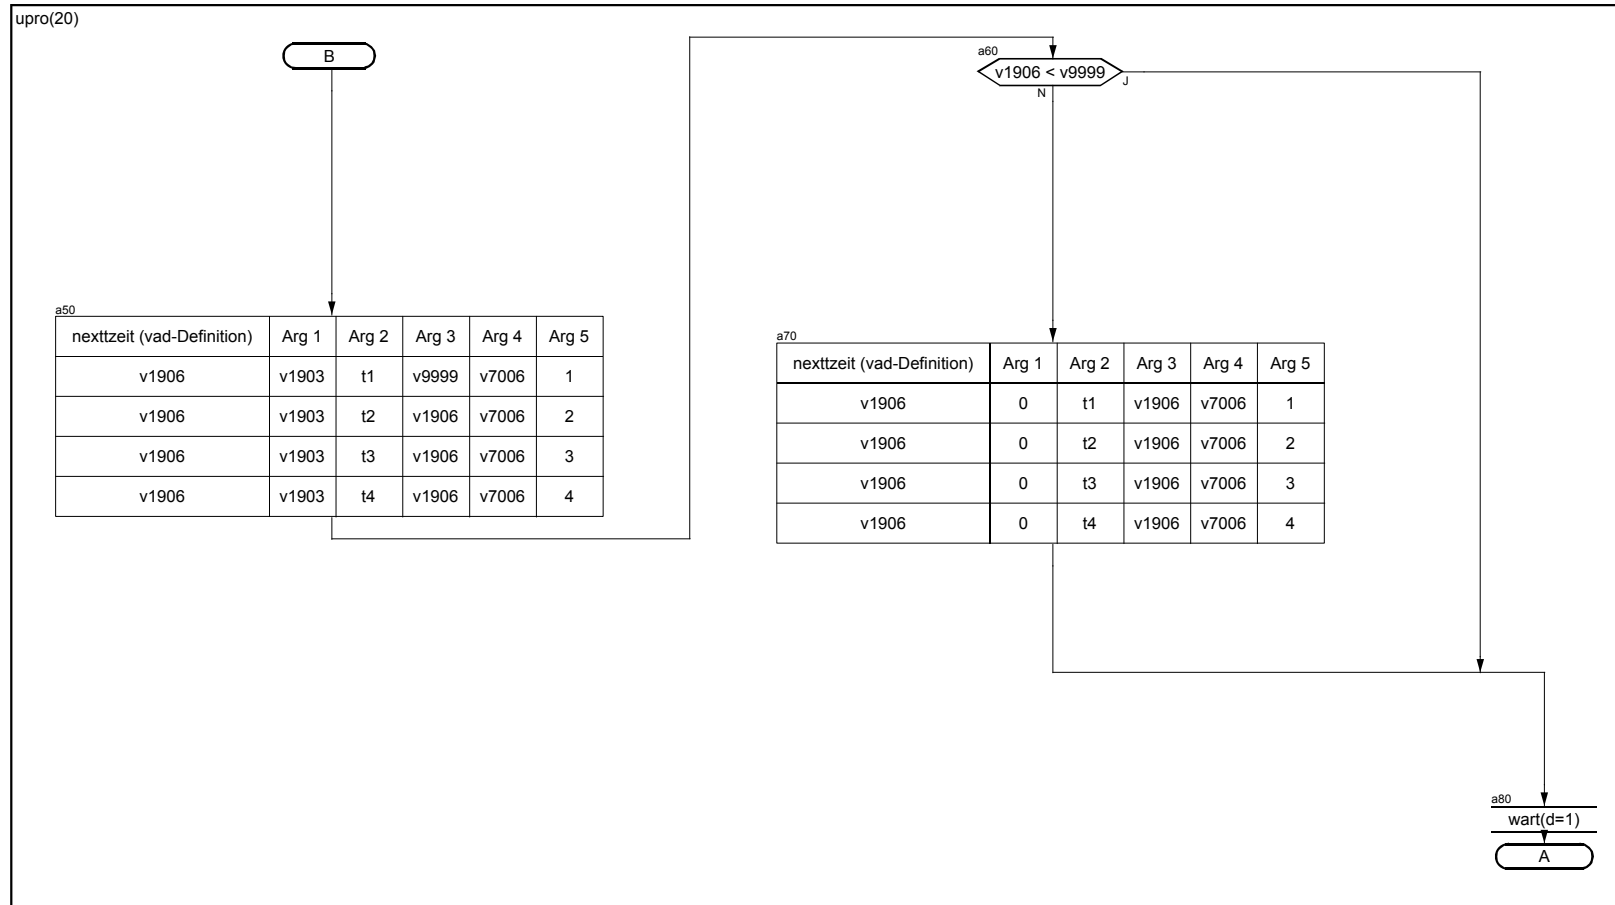 upro(20)
B
a50
nexttzeit (vad-Definition) Arg 1 Arg 2 Arg 3 Arg 4 Arg 5
v1906 v1903 t1 v9999 v7006 1
v1906 v1903 t2 v1906 v7006 2
v1906 v1903 t3 v1906 v7006 3
v1906 v1903 t4 v1906 v7006 4
a60
v1906 < v9999
N
J
a70
nexttzeit (vad-Definition) Arg 1 Arg 2 Arg 3 Arg 4 Arg 5
v1906 0 t1 v1906 v7006 1
v1906 0 t2 v1906 v7006 2
v1906 0 t3 v1906 v7006 3
v1906 0 t4 v1906 v7006 4
a80
wart(d=1)
A